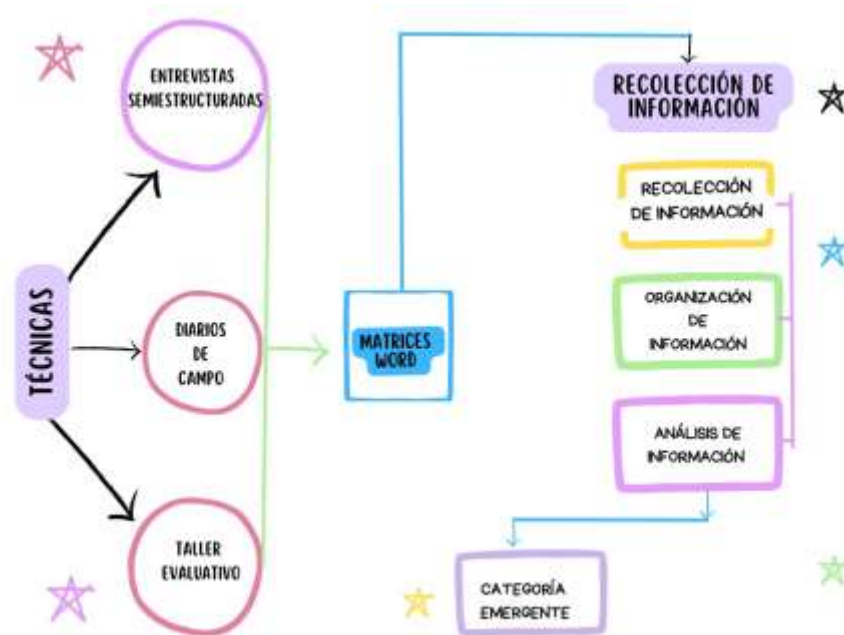 TÉCNICAS
ENTREVISTAS
SEMIESTRUCTURADAS
DIARIOS
DE
CAMPO
TALLER
EVALUATIVO
MATRICES
WORD
RECOLECCIÓN DE
INFORMACIÓN
RECOLECCIÓN
DE INFORMACIÓN
ORGANIZACIÓN
DE
INFORMACIÓN
ANÁLISIS DE
INFORMACIÓN
CATEGORÍA
EMERGENTE